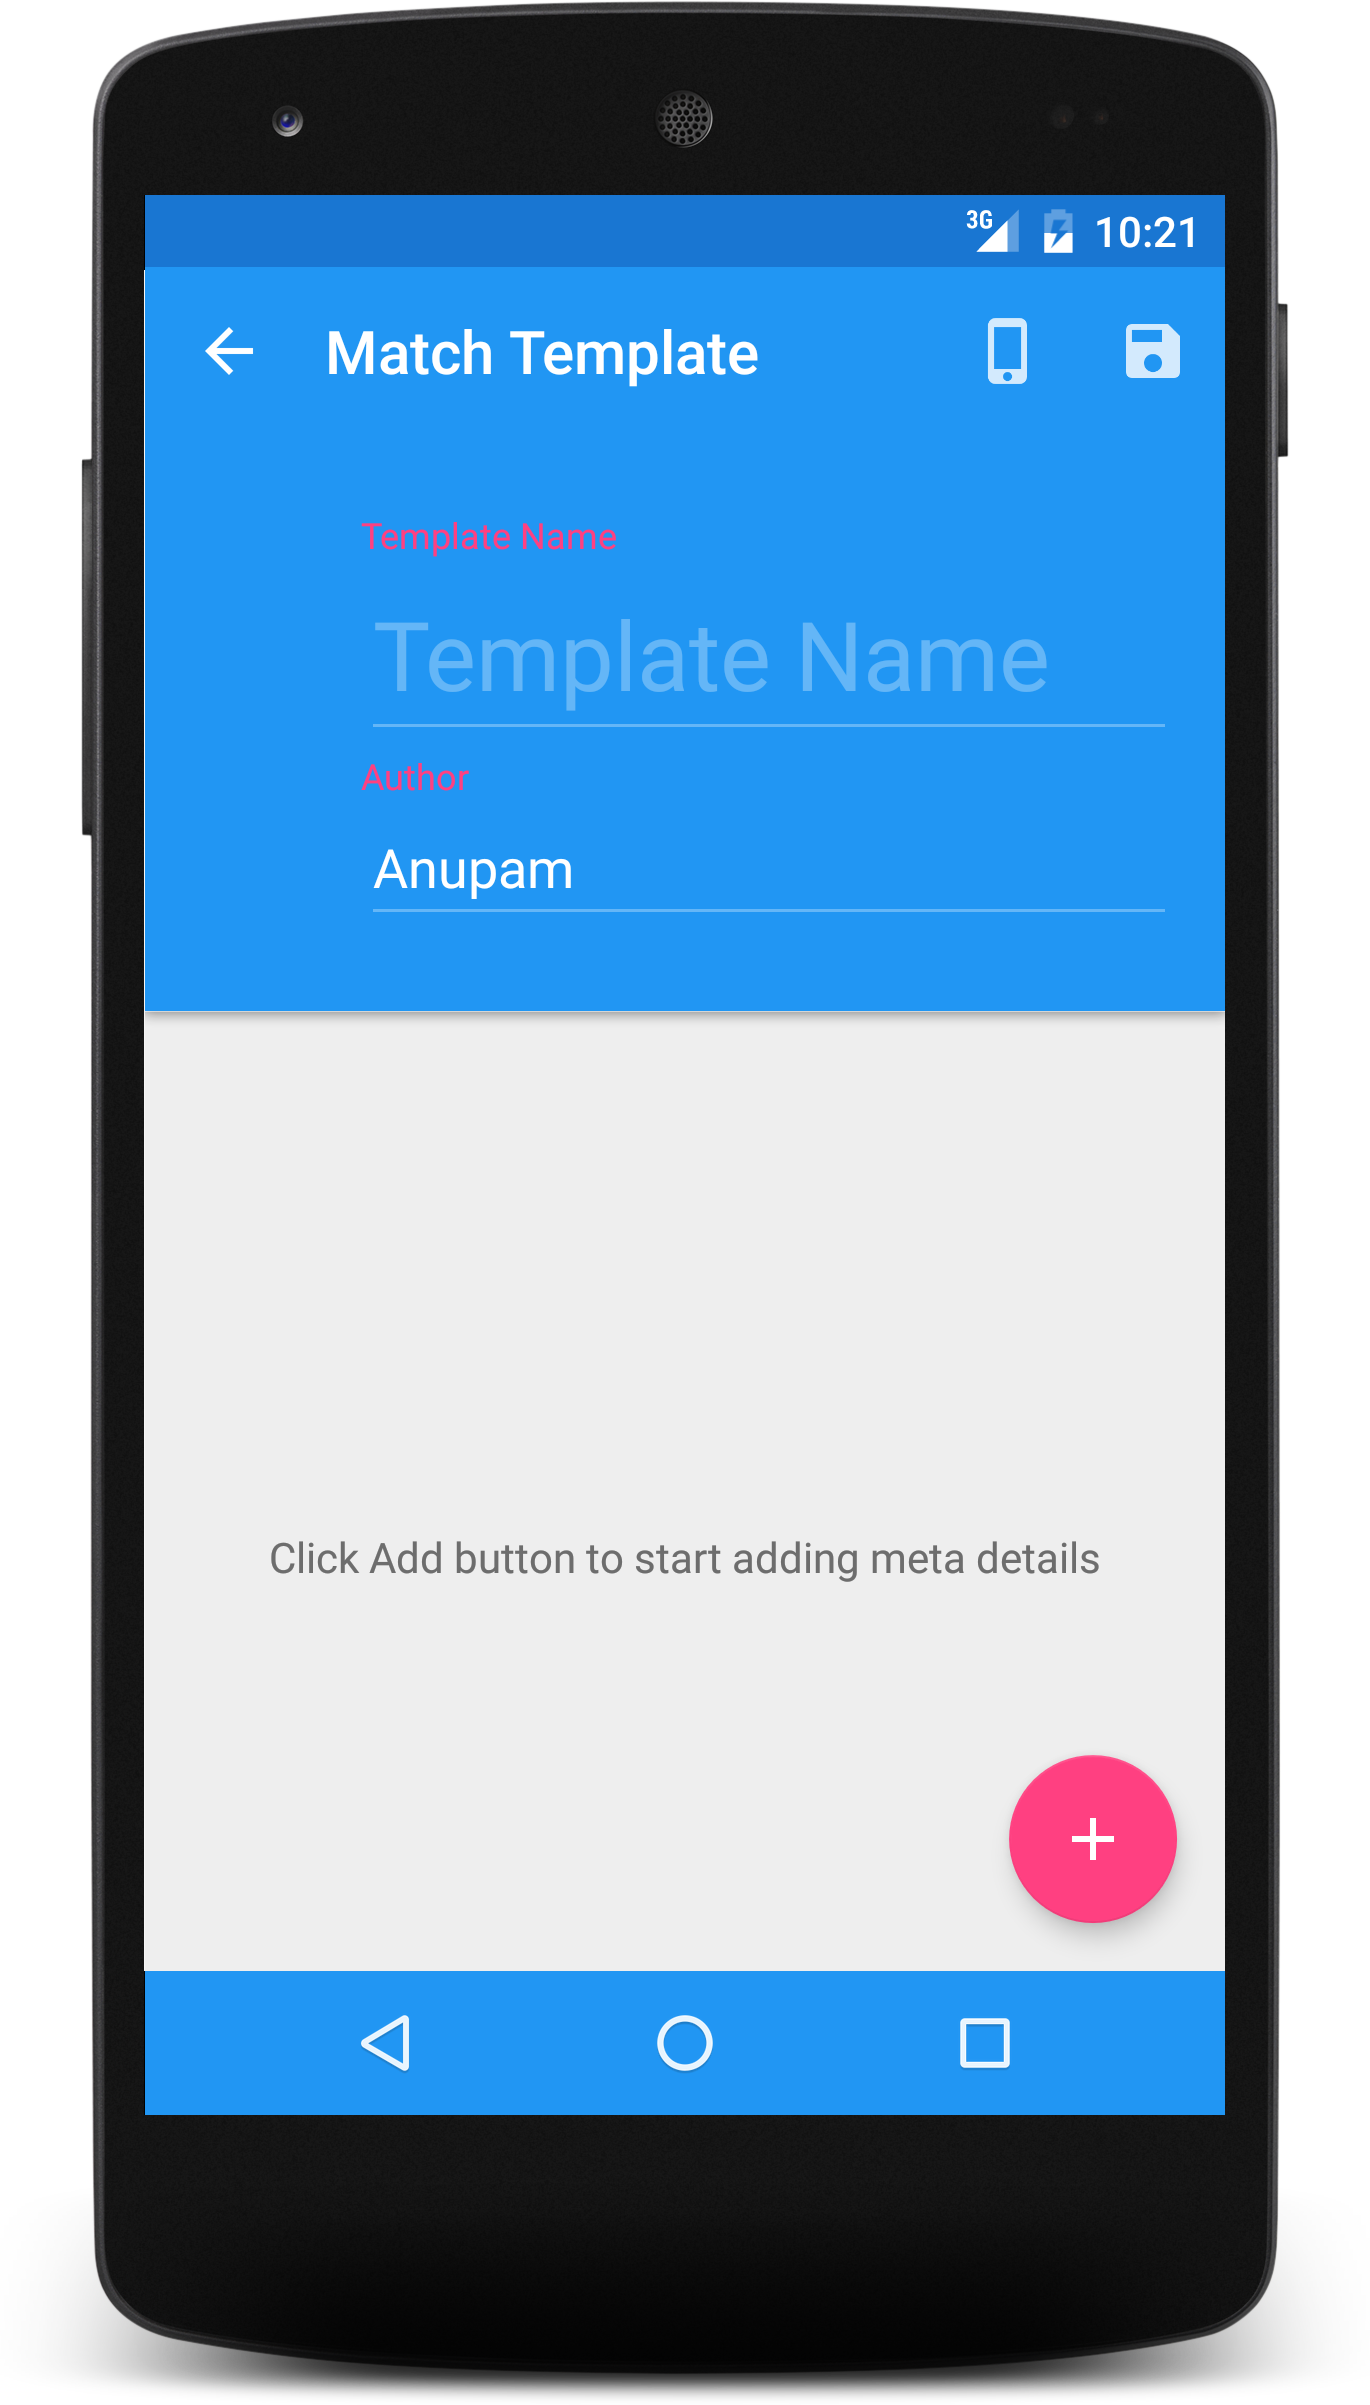 3G 10:21
Match Template
Template Name
Template Name
Author
Anupam
Click Add button to start adding meta details